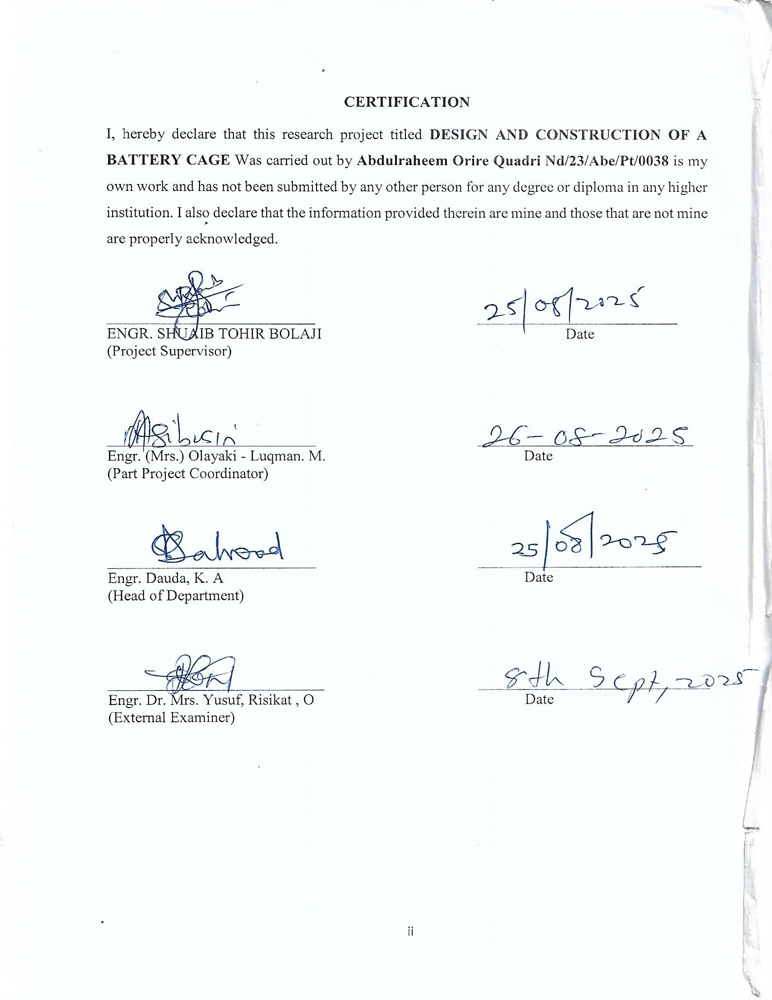 CERTIFICATION
I, hereby declare that this research project titled DESIGN AND CONSTRUCTION OF A
BATTERY CAGE Was carried out by Abdulraheem Orire Quadri Nd/23/Abe/Pt/0038 is my
own work and has not been submitted by any other person for any degree or diploma in any higher
institution. I also declare that the information provided therein are mine and those that are not mine
are properly acknowledged.
25/08/2025
ENGR. SHUAIB TOHIR BOLAJI Date
(Project Supervisor)
26-08-2025
Engr. (Mrs.) Olayaki - Luqman. M. Date
(Part Project Coordinator)
25/08/2025
Engr. Dauda, K. A Date
(Head of Department)
8th Sept, 2025
Engr. Dr. Mrs. Yusuf, Risikat , O Date
(External Examiner)
ii